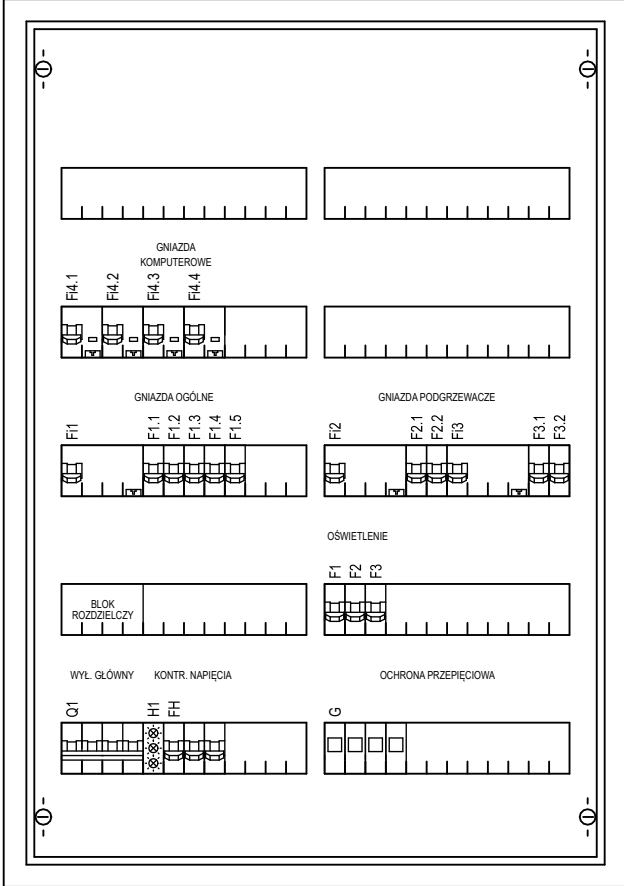 GNIAZDA
KOMPUTEROWE
Fi4.1
Fi4.2
Fi4.3
Fi4.4
GNIAZDA OGÓLNE
Fi1
F1.1
F1.2
F1.3
F1.4
F1.5
GNIAZDA PODGRZEWACZE
Fi2
F2.1
F2.2
Fi3
F3.1
F3.2
OŚWIETLENIE
F1
F2
F3
BLOK
ROZDZIELCZY
WYŁ. GŁÓWNY
KONTR. NAPIĘCIA
Q1
H1
FH
OCHRONA PRZEPIĘCIOWA
G